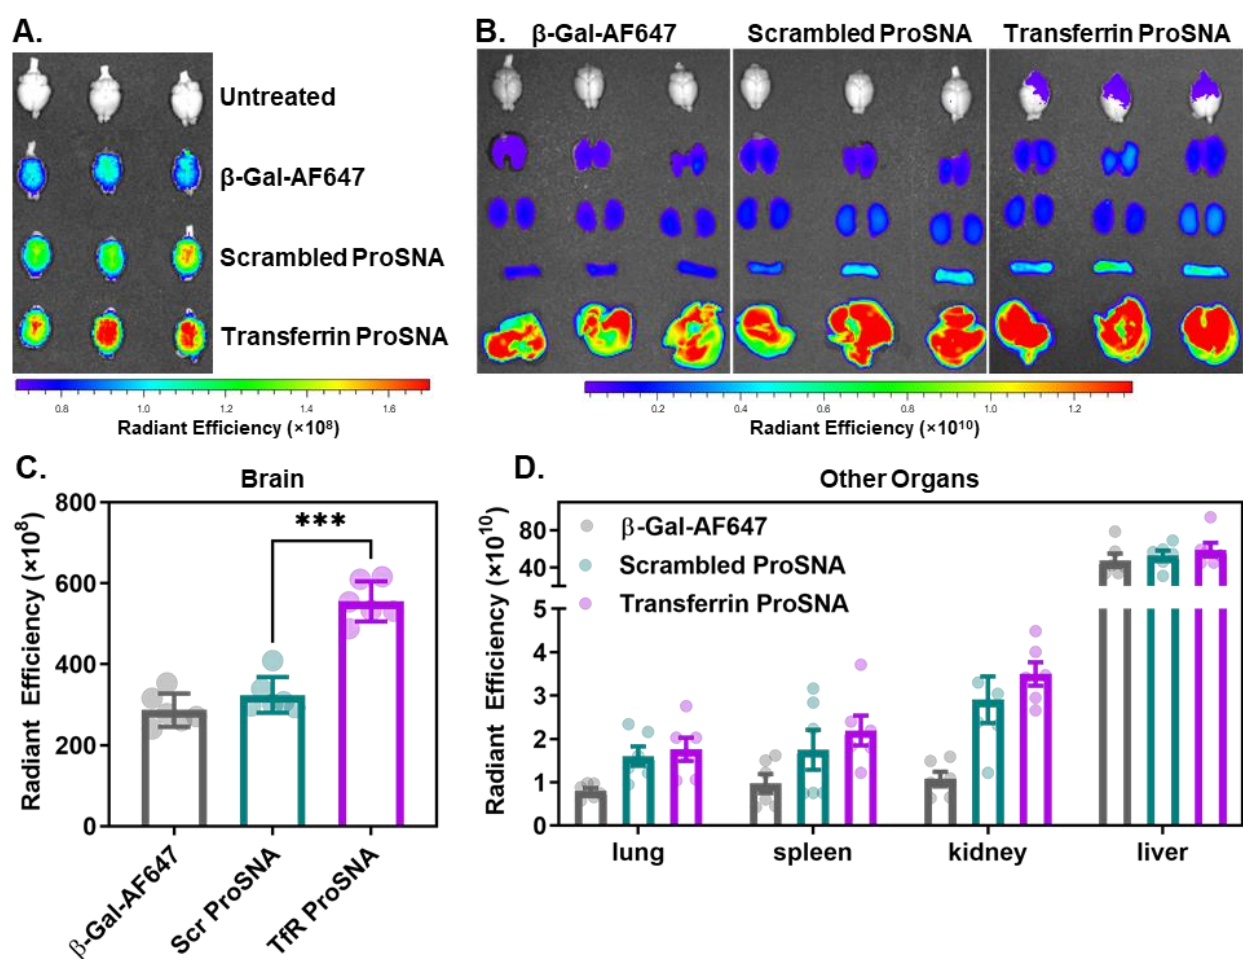 A.
Untreated
β-Gal-AF647
Scrambled ProSNA
Transferrin ProSNA
0.8 1.0 1.2 1.4 1.6
Radiant Efficiency (×10⁸)
B.
β-Gal-AF647 Scrambled ProSNA Transferrin ProSNA
0.2 0.4 0.6 0.8 1.0 1.2
Radiant Efficiency (×10¹⁰)
C.
Brain
Radiant Efficiency (×10⁸)
800
600
400
200
0
***
β-Gal-AF647
Scr ProSNA
TfR ProSNA
D.
Other Organs
Radiant Efficiency (×10¹⁰)
80
40
5
4
3
2
1
0
β-Gal-AF647
Scrambled ProSNA
Transferrin ProSNA
lung spleen kidney liver